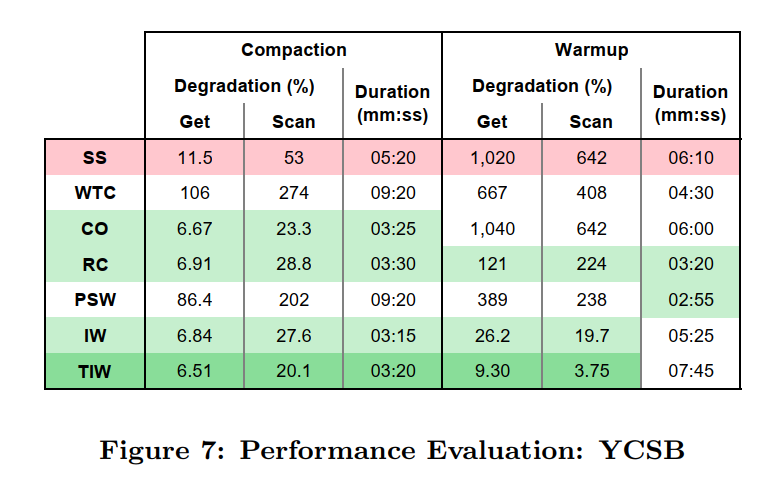 Compaction Warmup
Degradation (%) Duration (mm:ss) Degradation (%) Duration (mm:ss)
Get Scan Get Scan
SS 11.5 53 05:20 1,020 642 06:10
WTC 106 274 09:20 667 408 04:30
CO 6.67 23.3 03:25 1,040 642 06:00
RC 6.91 28.8 03:30 121 224 03:20
PSW 86.4 202 09:20 389 238 02:55
IW 6.84 27.6 03:15 26.2 19.7 05:25
TIW 6.51 20.1 03:20 9.30 3.75 07:45
Figure 7: Performance Evaluation: YCSB